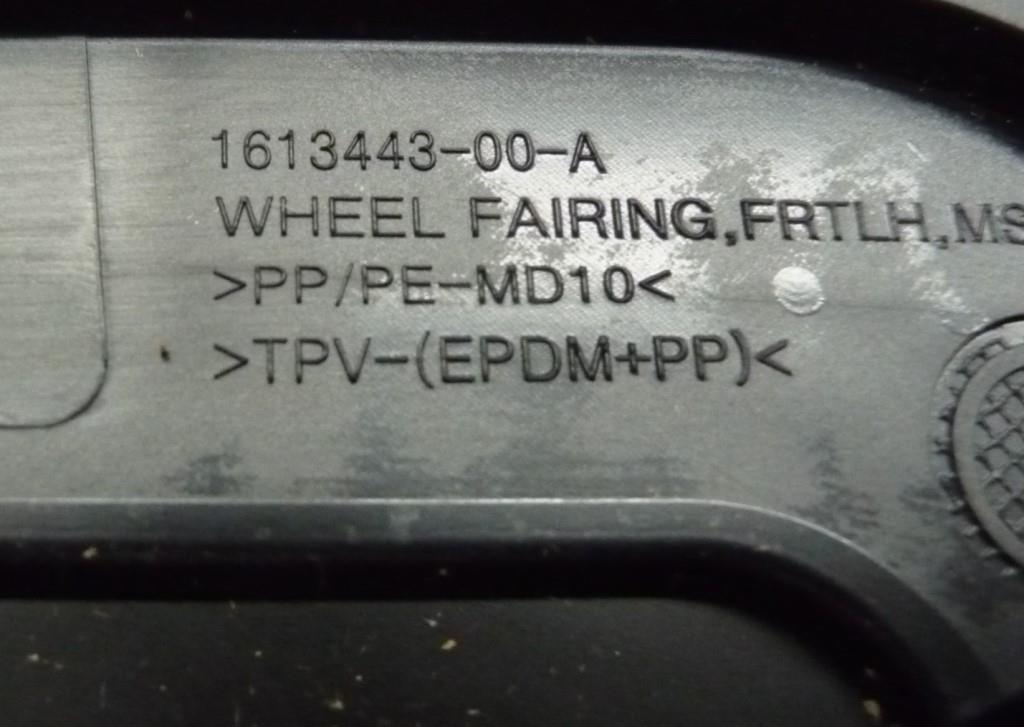 1613443-00-A
WHEEL FAIRING,FRTLH,MS
>PP/PE-MD10<
>TPV-(EPDM+PP)<